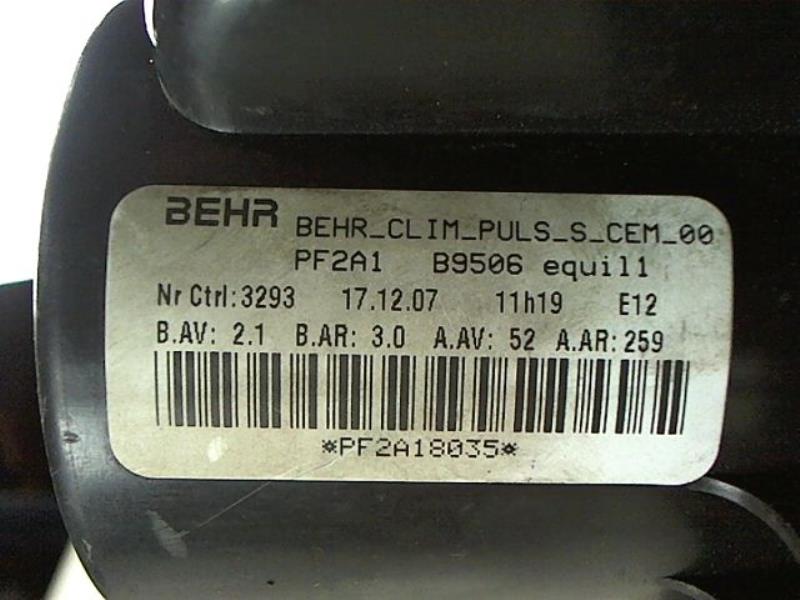 BEHR BEHR_CLIM_PULS_S_CEM_00
PF2A1 B9506 equil1
Nr Ctrl:3293 17.12.07 11h19 E12
B.AV: 2.1 B.AR: 3.0 A.AV: 52 A.AR:259
*PF2A18035*